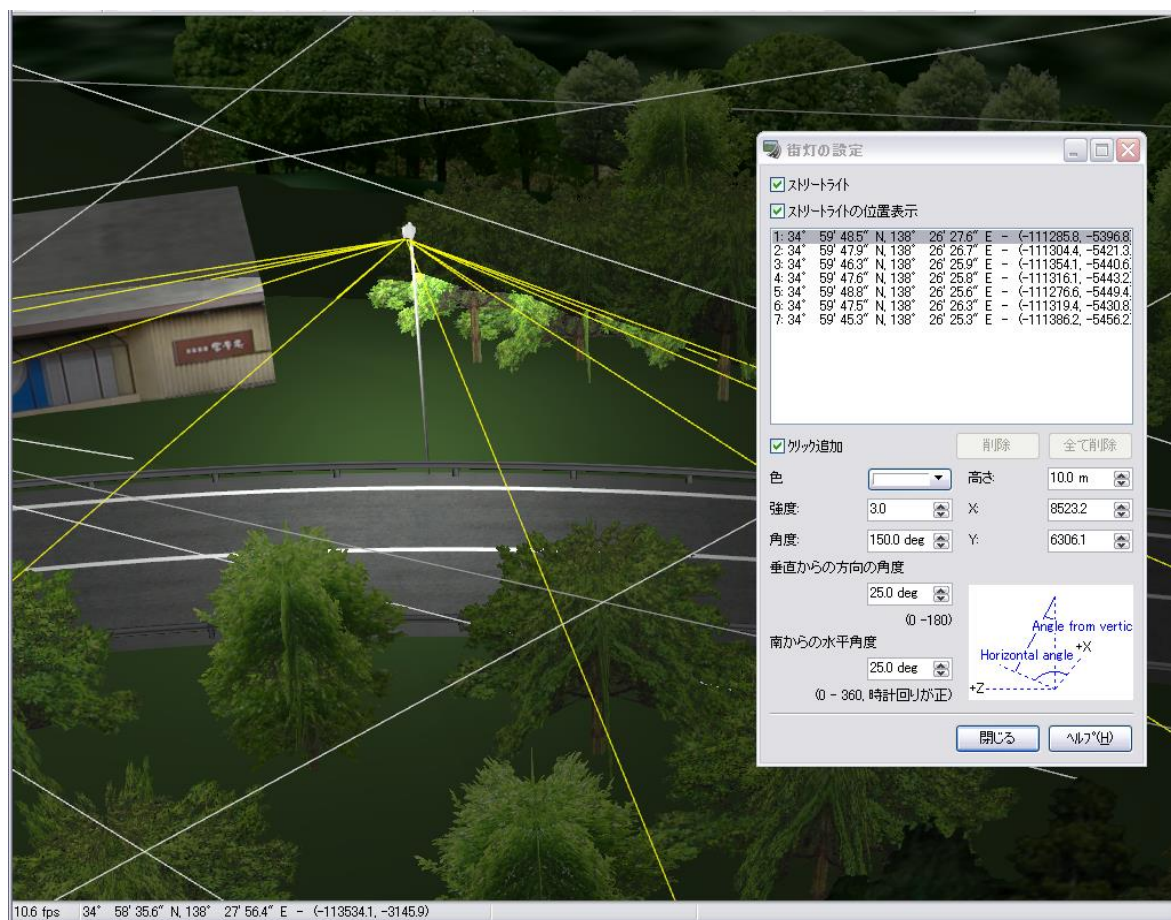 街灯の設定
ストリートライト
ストリートライトの位置表示
1: 34° 59' 48.5" N, 138° 26' 27.6" E - (-111285.8, -5396.8
2: 34° 59' 47.9" N, 138° 26' 26.7" E - (-111304.4, -5421.3
3: 34° 59' 46.3" N, 138° 26' 25.9" E - (-111354.1, -5440.6
4: 34° 59' 47.6" N, 138° 26' 25.8" E - (-111316.1, -5443.2
5: 34° 59' 48.8" N, 138° 26' 25.6" E - (-111276.6, -5449.4
6: 34° 59' 47.5" N, 138° 26' 26.3" E - (-111319.4, -5430.8
7: 34° 59' 45.3" N, 138° 26' 25.3" E - (-111386.2, -5456.2
クリック追加 削除 全て削除
色 高さ: 10.0 m
強度: 3.0 X: 8523.2
角度: 150.0 deg Y: 6306.1
垂直からの方向の角度
25.0 deg
(0 -180)
南からの水平角度
25.0 deg
(0 - 360, 時計回りが正)
Angle from vertic
Horizontal angle
+X
+Z
閉じる ヘルプ(H)
10.6 fps 34° 58' 35.6" N, 138° 27' 56.4" E - (-113534.1, -3145.9)